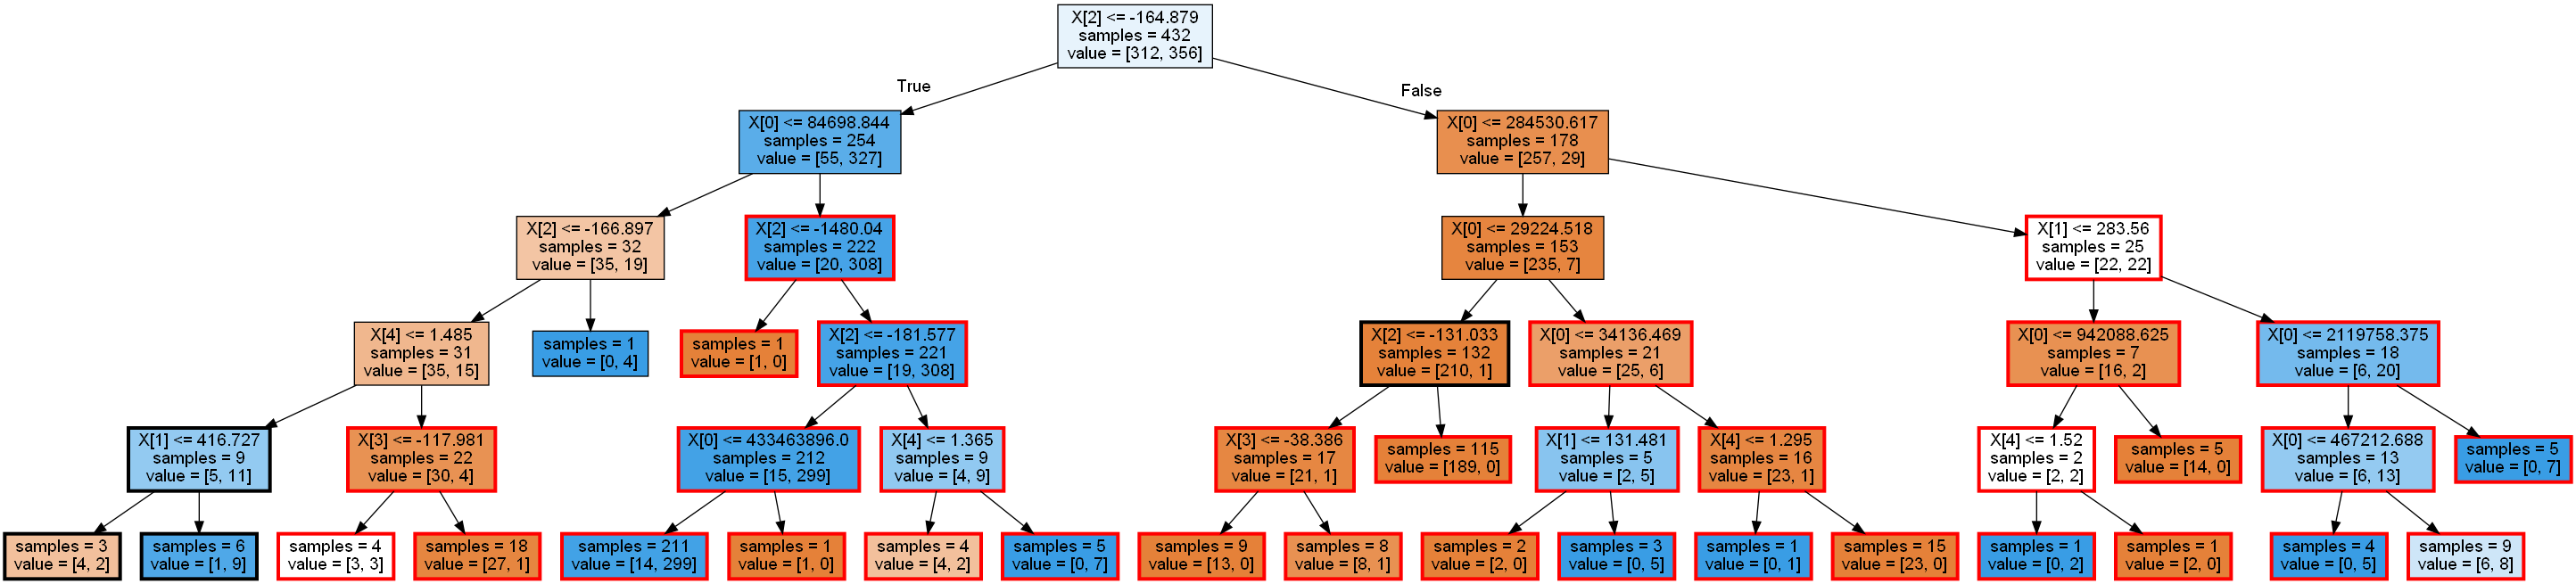 X[2] <= -164.879
samples = 432
value = [312, 356]
True
False
X[0] <= 84698.844
samples = 254
value = [55, 327]
X[0] <= 284530.617
samples = 178
value = [257, 29]
X[2] <= -166.897
samples = 32
value = [35, 19]
X[2] <= -1480.04
samples = 222
value = [20, 308]
X[0] <= 29224.518
samples = 153
value = [235, 7]
X[1] <= 283.56
samples = 25
value = [22, 22]
X[4] <= 1.485
samples = 31
value = [35, 15]
samples = 1
value = [0, 4]
samples = 1
value = [1, 0]
X[2] <= -181.577
samples = 221
value = [19, 308]
X[2] <= -131.033
samples = 132
value = [210, 1]
X[0] <= 34136.469
samples = 21
value = [25, 6]
X[0] <= 942088.625
samples = 7
value = [16, 2]
X[0] <= 2119758.375
samples = 18
value = [6, 20]
X[1] <= 416.727
samples = 9
value = [5, 11]
X[3] <= -117.981
samples = 22
value = [30, 4]
X[0] <= 433463896.0
samples = 212
value = [15, 299]
X[4] <= 1.365
samples = 9
value = [4, 9]
X[3] <= -38.386
samples = 17
value = [21, 1]
samples = 115
value = [189, 0]
X[1] <= 131.481
samples = 5
value = [2, 5]
X[4] <= 1.295
samples = 16
value = [23, 1]
X[4] <= 1.52
samples = 2
value = [2, 2]
samples = 5
value = [14, 0]
X[0] <= 467212.688
samples = 13
value = [6, 13]
samples = 5
value = [0, 7]
samples = 3
value = [4, 2]
samples = 6
value = [1, 9]
samples = 4
value = [3, 3]
samples = 18
value = [27, 1]
samples = 211
value = [14, 299]
samples = 1
value = [1, 0]
samples = 4
value = [4, 2]
samples = 5
value = [0, 7]
samples = 9
value = [13, 0]
samples = 8
value = [8, 1]
samples = 2
value = [2, 0]
samples = 3
value = [0, 5]
samples = 1
value = [0, 1]
samples = 15
value = [23, 0]
samples = 1
value = [0, 2]
samples = 1
value = [2, 0]
samples = 4
value = [0, 5]
samples = 9
value = [6, 8]